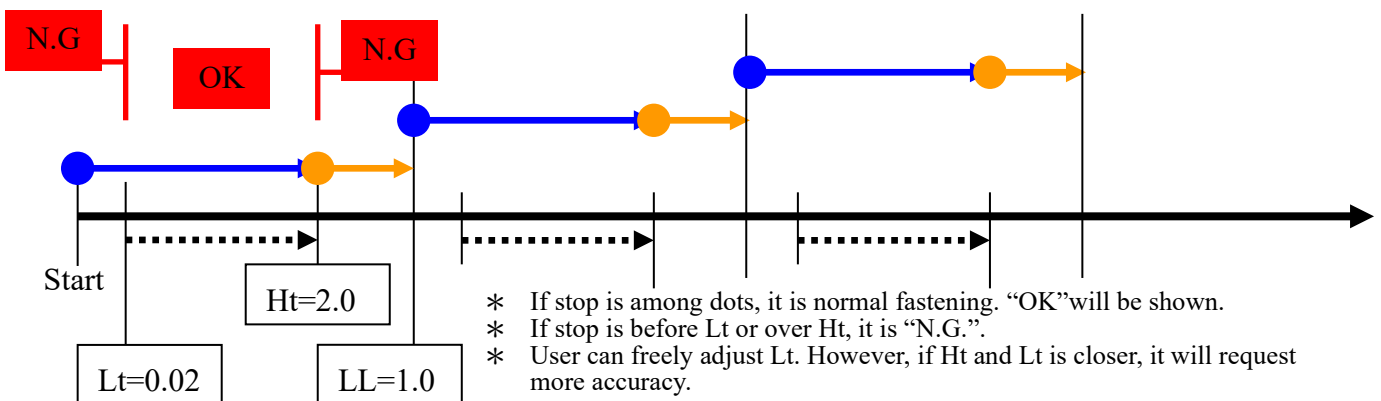 N.G
OK
N.G
Start
Ht=2.0
Lt=0.02
LL=1.0
* If stop is among dots, it is normal fastening. “OK”will be shown.
* If stop is before Lt or over Ht, it is “N.G.”.
* User can freely adjust Lt. However, if Ht and Lt is closer, it will request
more accuracy.